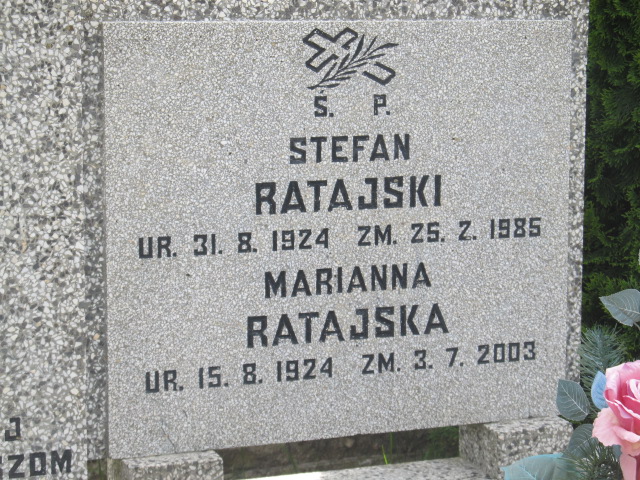 Ś. P.
STEFAN
RATAJSKI
UR. 31. 8. 1924 ZM. 25. 2. 1985
MARIANNA
RATAJSKA
UR. 15. 8. 1924 ZM. 3. 7. 2003